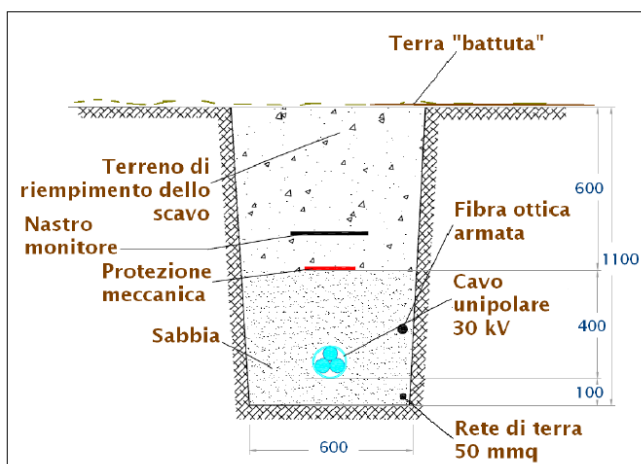 Terra "battuta"
Terreno di
riempimento dello
scavo
Nastro
monitore
Protezione
meccanica
Sabbia
Fibra ottica
armata
Cavo
unipolare
30 kV
Rete di terra
50 mmq
600
1100
400
100
600